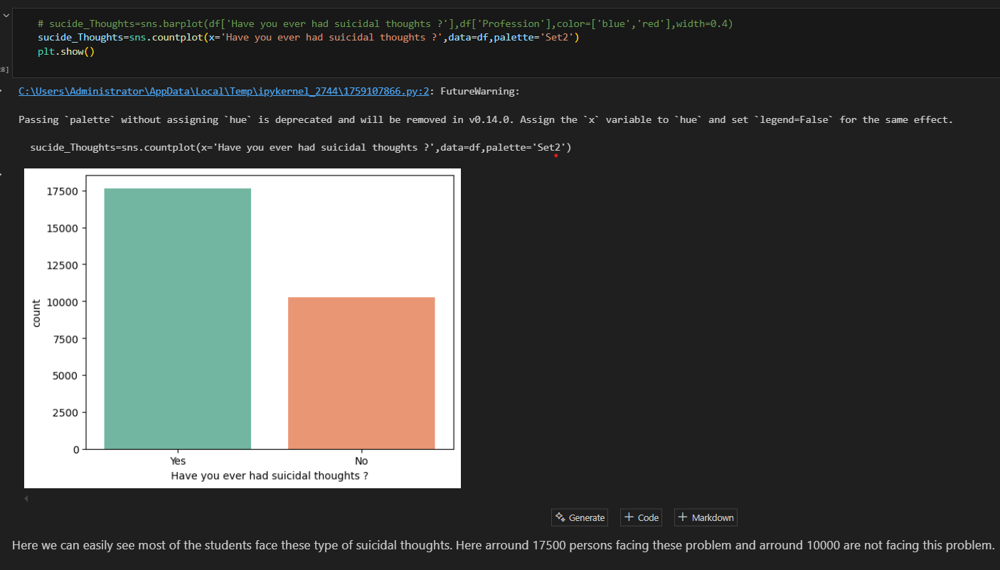 # sucide_Thoughts=sns.barplot(df['Have you ever had suicidal thoughts ?'],df['Profession'],color=['blue','red'],width=0.4)
sucide_Thoughts=sns.countplot(x='Have you ever had suicidal thoughts ?',data=df,palette='Set2')
plt.show()
8]
C:\Users\Administrator\AppData\Local\Temp\ipykernel_2744\1759107866.py:2: FutureWarning:
Passing `palette` without assigning `hue` is deprecated and will be removed in v0.14.0. Assign the `x` variable to `hue` and set `legend=False` for the same effect.
sucide_Thoughts=sns.countplot(x='Have you ever had suicidal thoughts ?',data=df,palette='Set2')
17500
15000
12500
10000
7500
5000
2500
0
count
Yes No
Have you ever had suicidal thoughts ?
Generate + Code + Markdown
Here we can easily see most of the students face these type of suicidal thoughts. Here arround 17500 persons facing these problem and arround 10000 are not facing this problem.